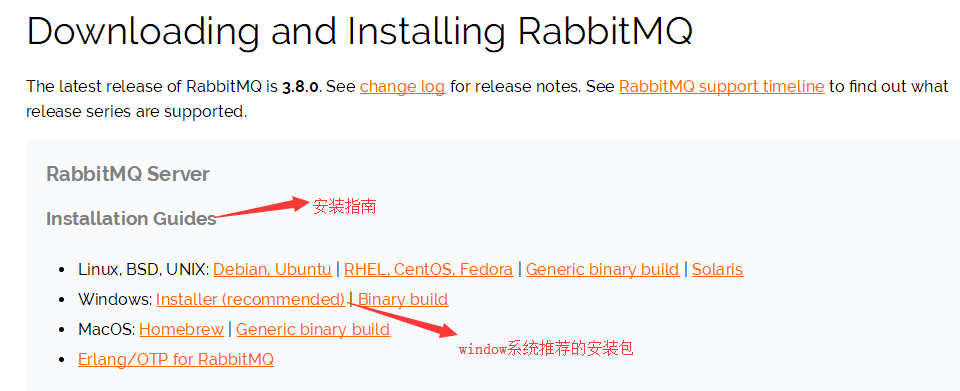 Downloading and Installing RabbitMQ
The latest release of RabbitMQ is 3.8.0. See change log for release notes. See RabbitMQ support timeline to find out what
release series are supported.
RabbitMQ Server
Installation Guides
安装指南
Linux, BSD, UNIX: Debian, Ubuntu | RHEL, CentOS, Fedora | Generic binary build | Solaris
Windows: Installer (recommended) | Binary build
MacOS: Homebrew | Generic binary build
window系统推荐的安装包
Erlang/OTP for RabbitMQ